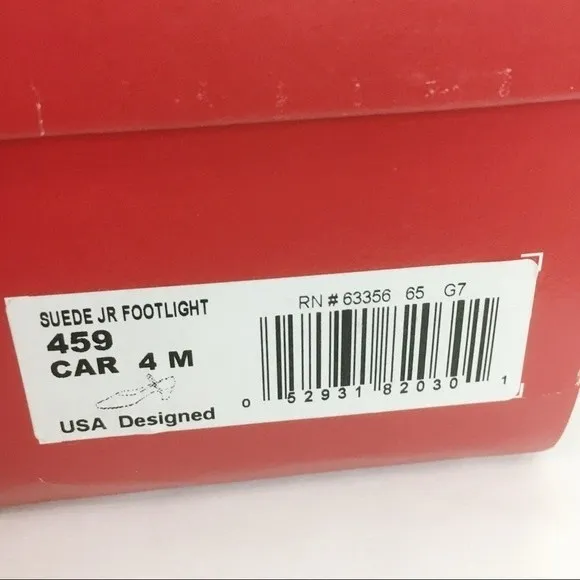 SUEDE JR FOOTLIGHT
459
CAR 4 M
USA Designed
RN # 63356 65 G7
0 52931 82030 1